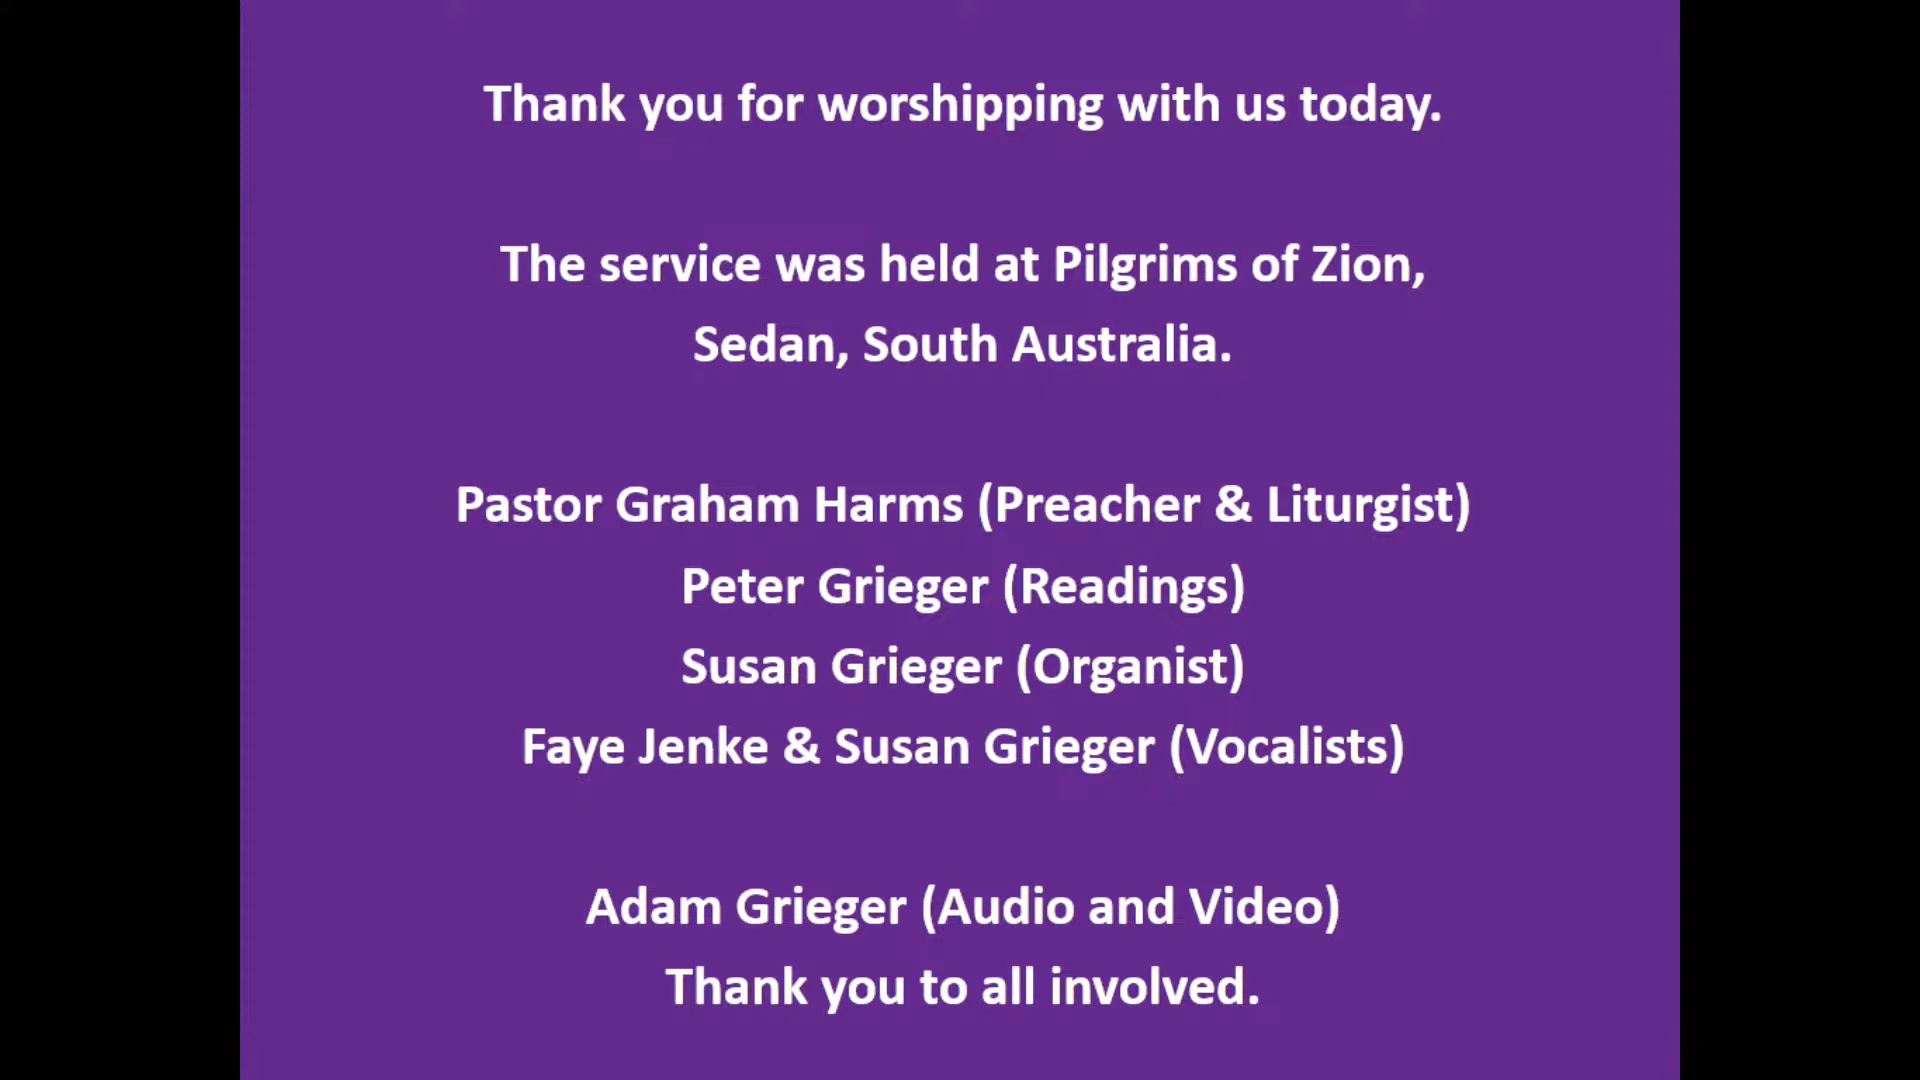 Thank you for worshipping with us today.
The service was held at Pilgrims of Zion,
Sedan, South Australia.
Pastor Graham Harms (Preacher & Liturgist)
Peter Grieger (Readings)
Susan Grieger (Organist)
Faye Jenke & Susan Grieger (Vocalists)
Adam Grieger (Audio and Video)
Thank you to all involved.